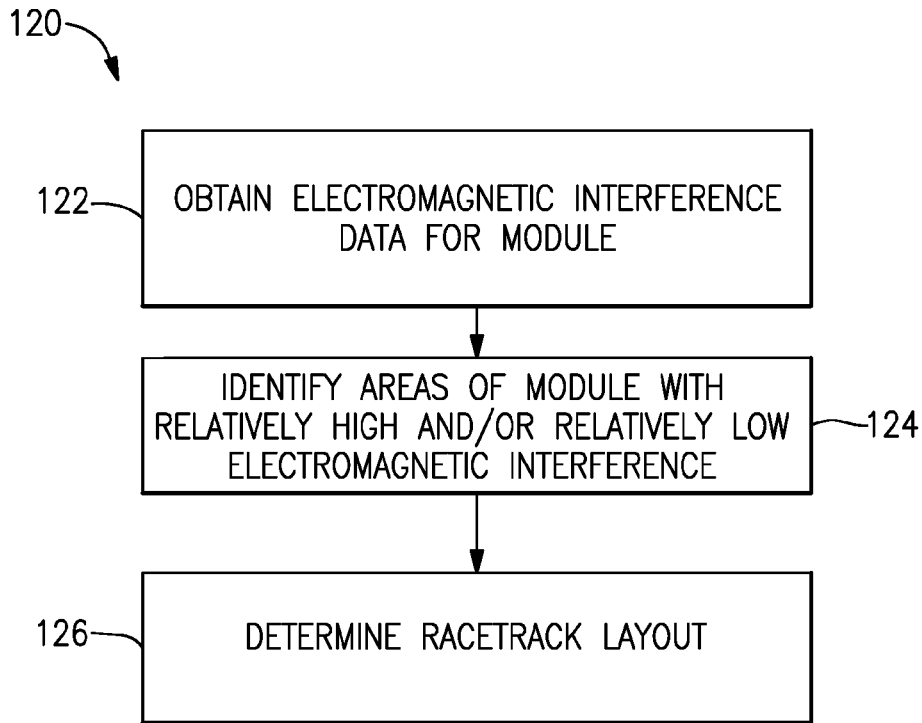 120
122
OBTAIN ELECTROMAGNETIC INTERFERENCE
DATA FOR MODULE
IDENTIFY AREAS OF MODULE WITH
RELATIVELY HIGH AND/OR RELATIVELY LOW
ELECTROMAGNETIC INTERFERENCE
124
126
DETERMINE RACETRACK LAYOUT